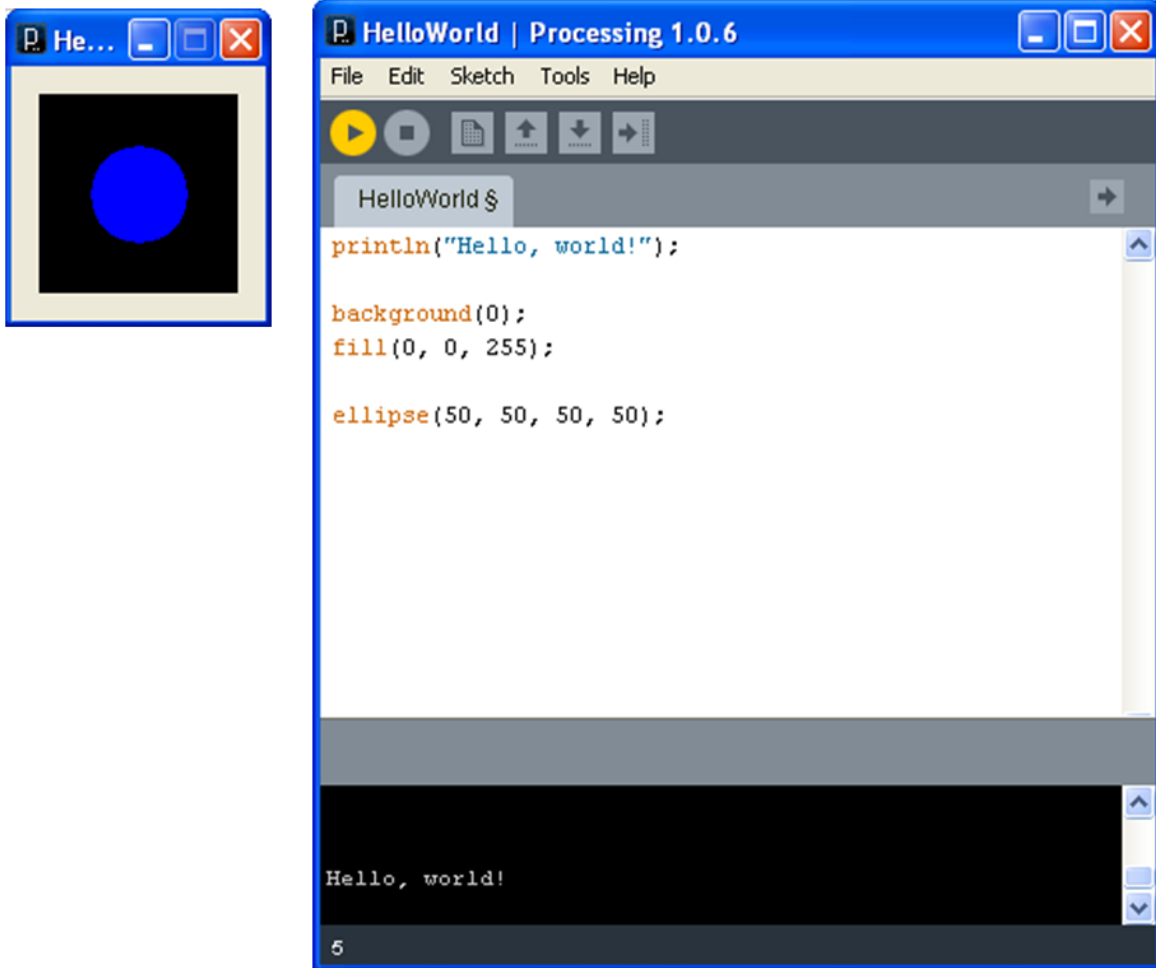 He...
HelloWorld | Processing 1.0.6
File Edit Sketch Tools Help
HelloWorld §
println("Hello, world!");
background(0);
fill(0, 0, 255);
ellipse(50, 50, 50, 50);
Hello, world!
5